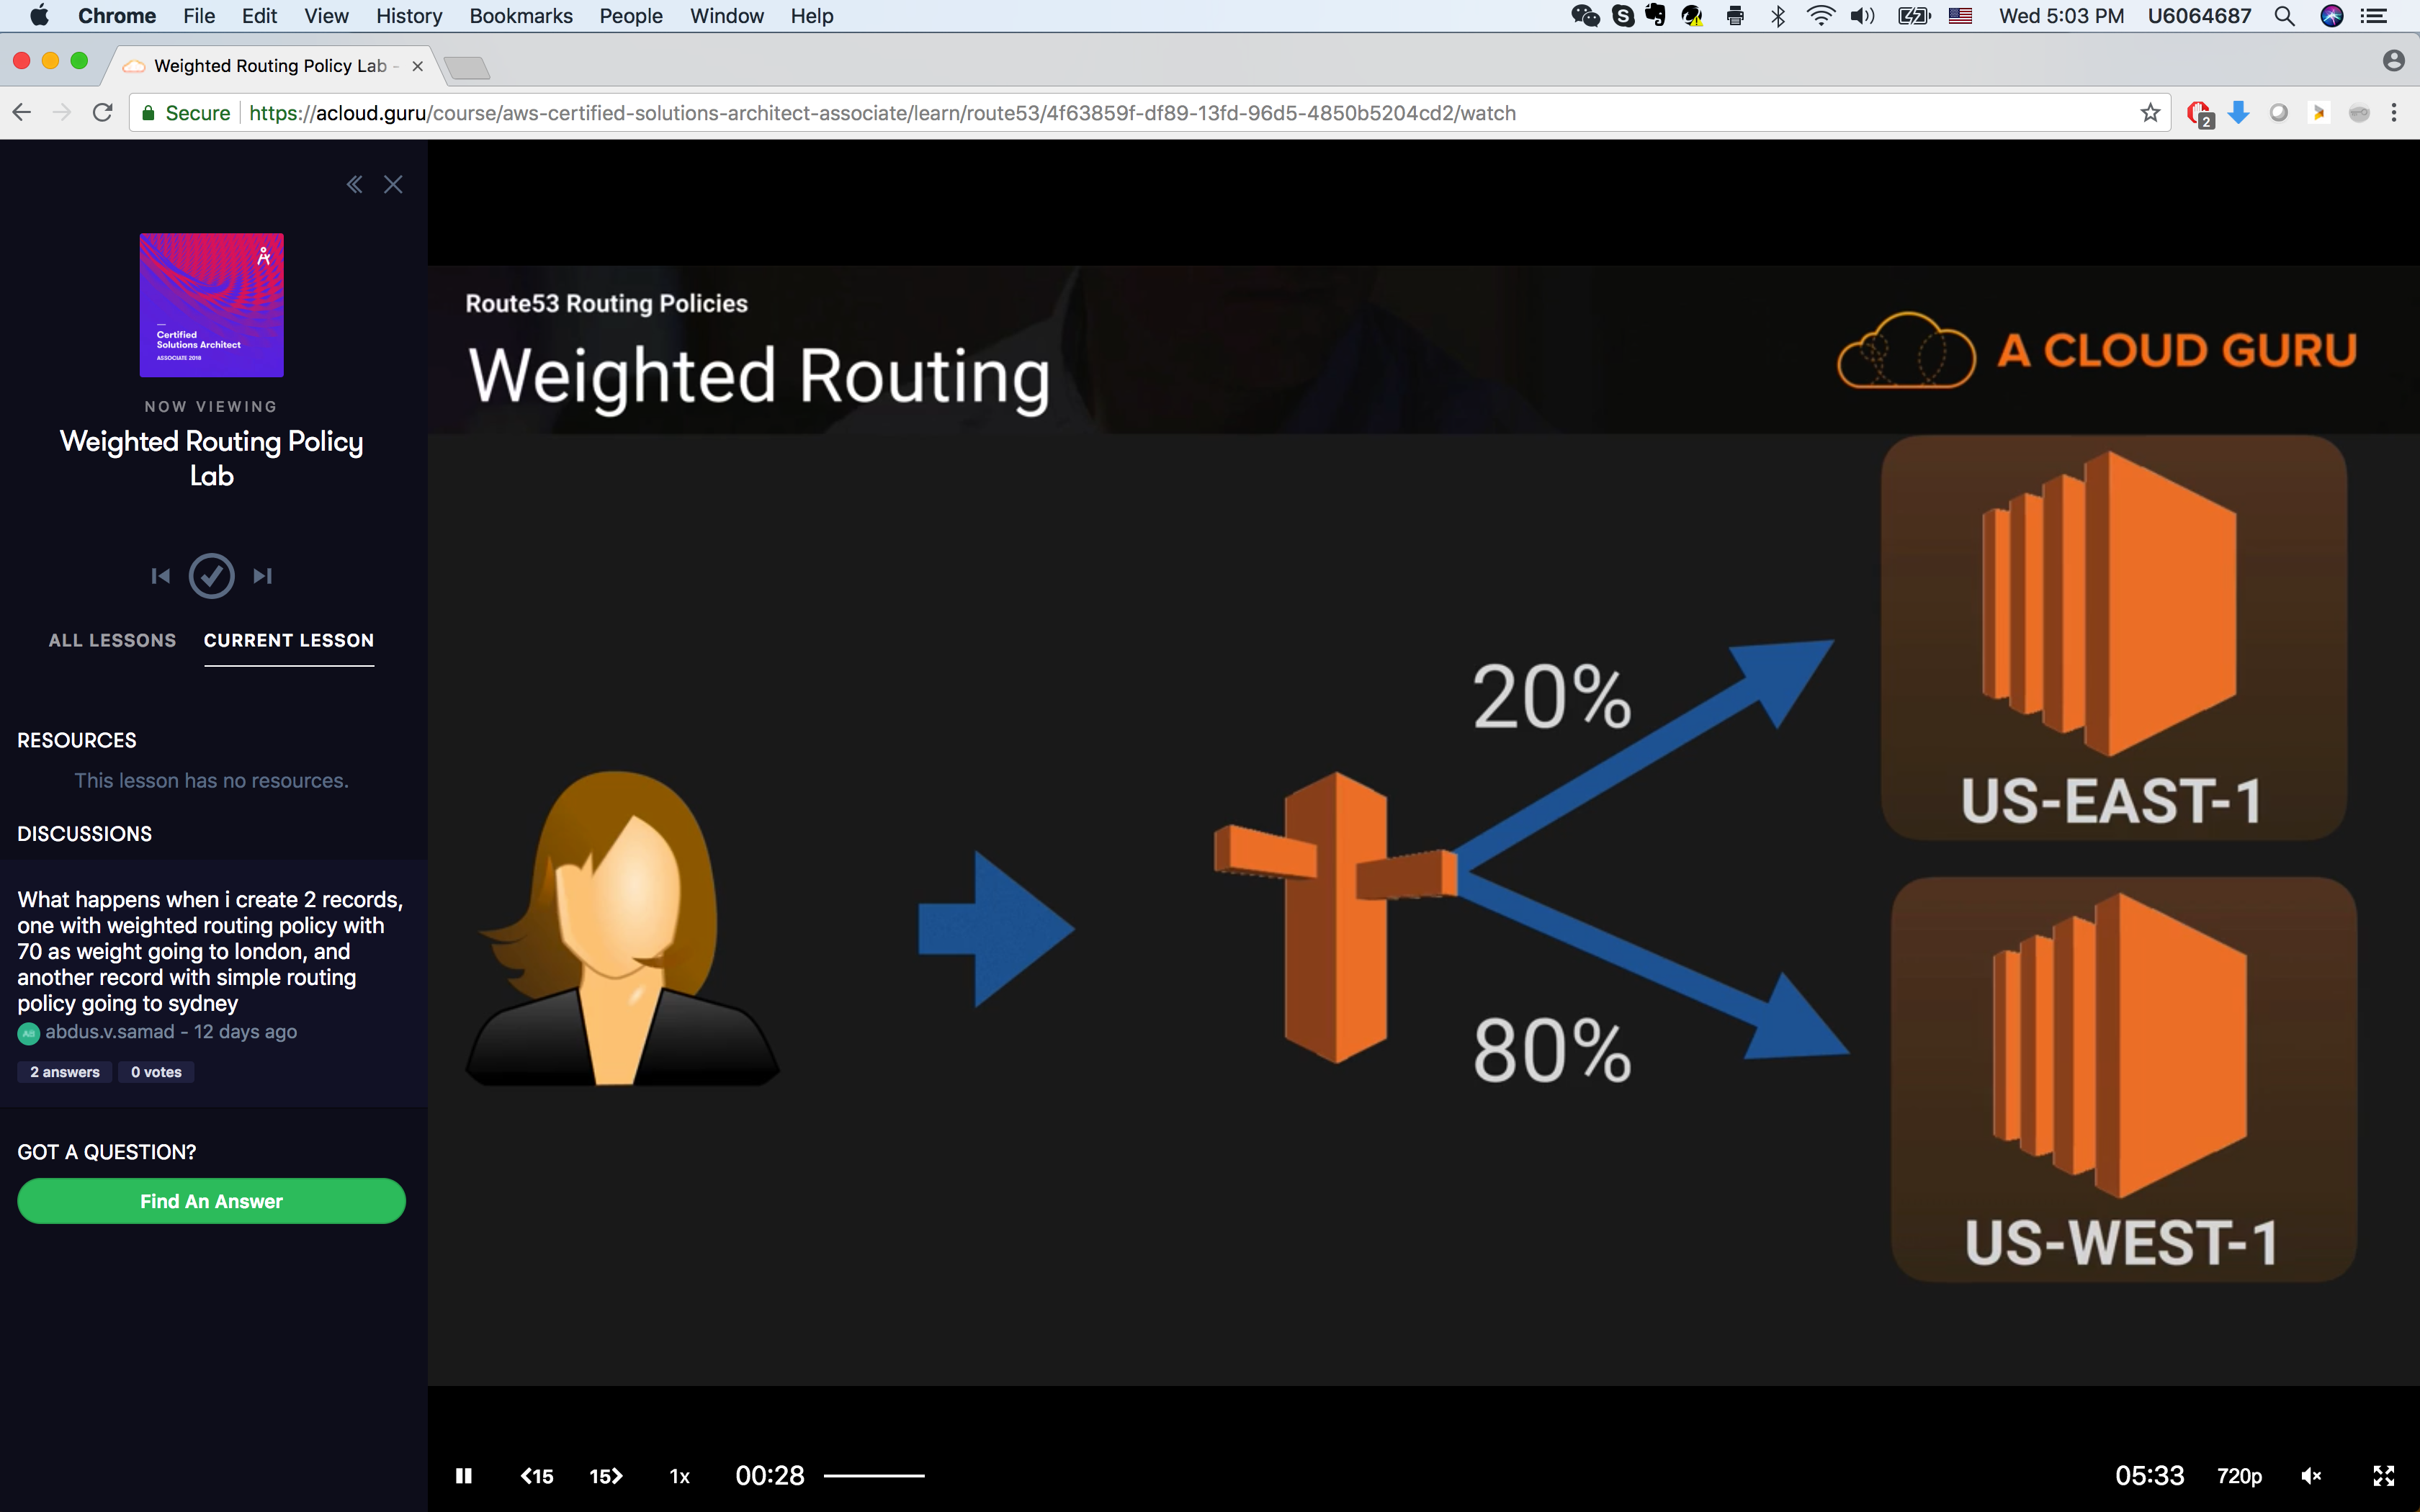 Chrome File Edit View History Bookmarks People Window Help Wed 5:03 PM U6064687
Weighted Routing Policy Lab -
Secure https://acloud.guru/course/aws-certified-solutions-architect-associate/learn/route53/4f63859f-df89-13fd-96d5-4850b5204cd2/watch
2
Certified
Solutions Architect
ASSOCIATE 2018
NOW VIEWING
Weighted Routing Policy
Lab
ALL LESSONS CURRENT LESSON
RESOURCES
This lesson has no resources.
DISCUSSIONS
What happens when i create 2 records,
one with weighted routing policy with
70 as weight going to london, and
another record with simple routing
policy going to sydney
AB abdus.v.samad - 12 days ago
2 answers 0 votes
GOT A QUESTION?
Find An Answer
Route53 Routing Policies
Weighted Routing
A CLOUD GURU
20%
US-EAST-1
80%
US-WEST-1
<15 15> 1x 00:28 05:33 720p